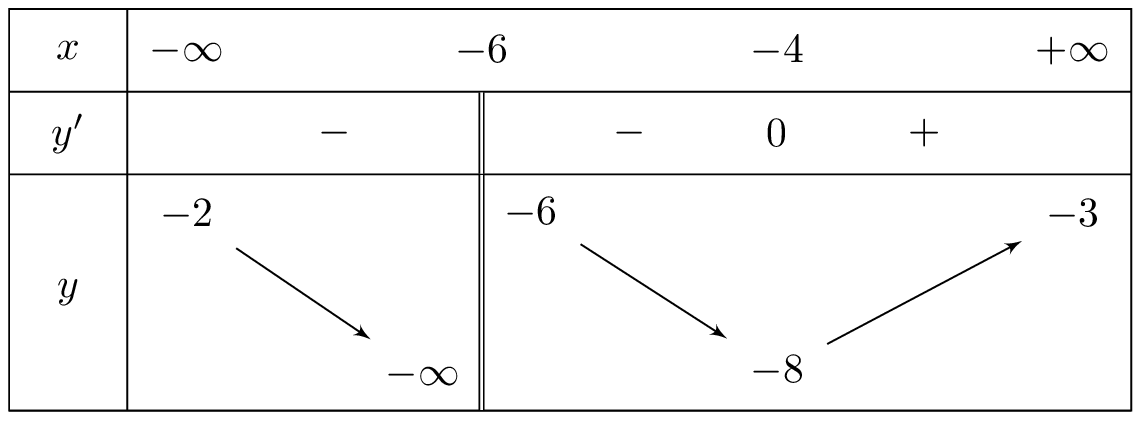 x −∞ −6 −4 +∞
y′ − − 0 +
−2 −6 −3
y
−∞ −8